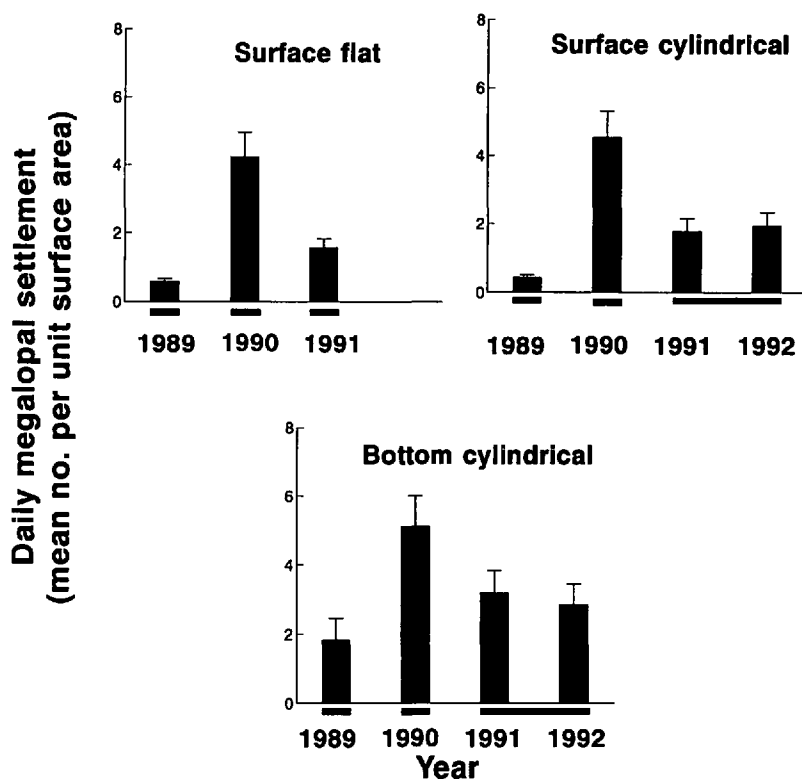 Daily megalopal settlement
(mean no. per unit surface area)
Surface flat
8
6
4
2
0
1989 1990 1991
Surface cylindrical
8
6
4
2
0
1989 1990 1991 1992
Bottom cylindrical
8
6
4
2
0
1989 1990 1991 1992
Year